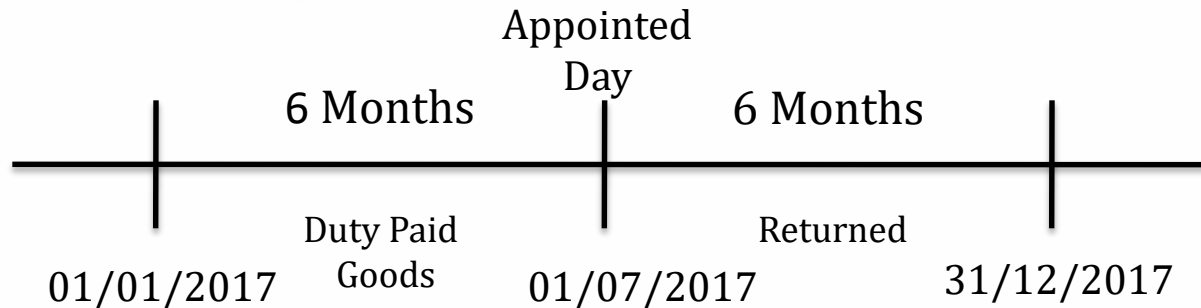 Appointed
Day
6 Months
6 Months
Duty Paid
Goods
Returned
01/01/2017
01/07/2017
31/12/2017